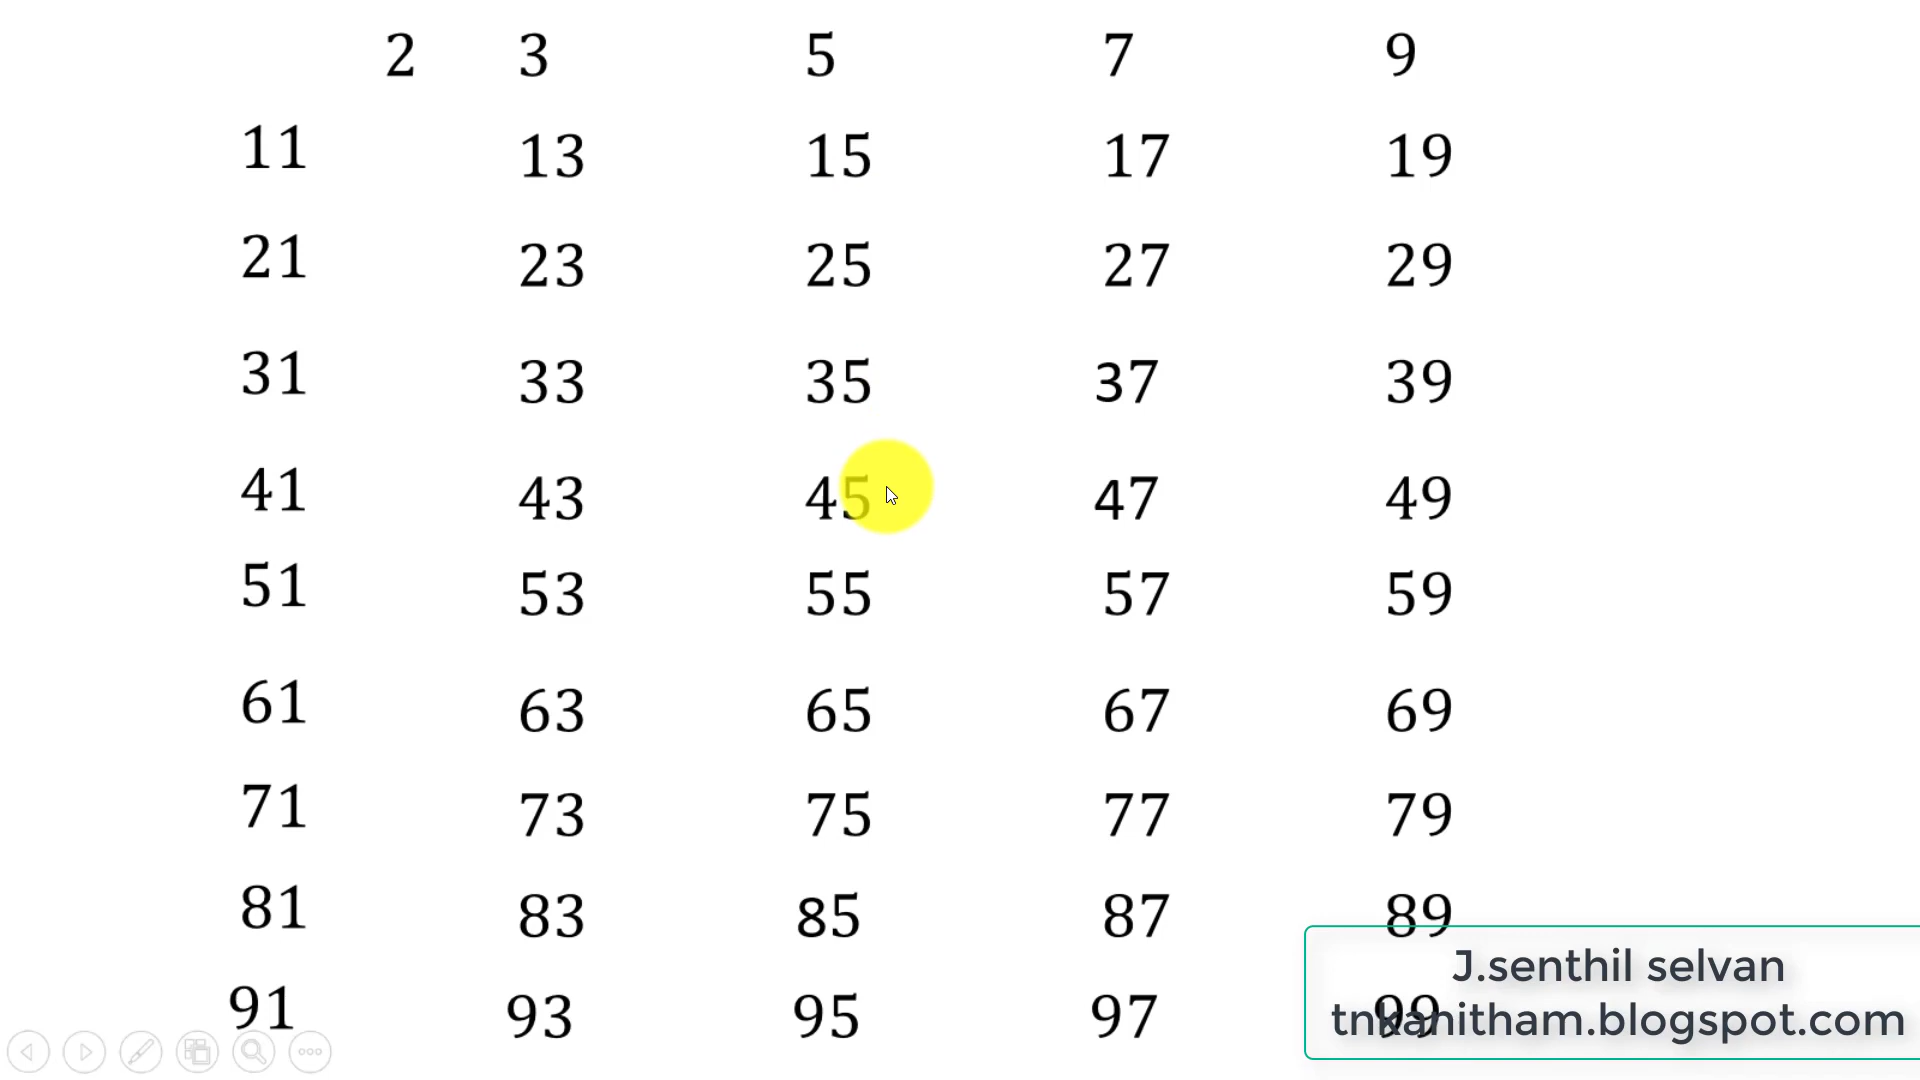 2 3 5 7 9
11 13 15 17 19
21 23 25 27 29
31 33 35 37 39
41 43 45 47 49
51 53 55 57 59
61 63 65 67 69
71 73 75 77 79
81 83 85 87 89
91 93 95 97 99
J.senthil selvan
tnkanitham.blogspot.com